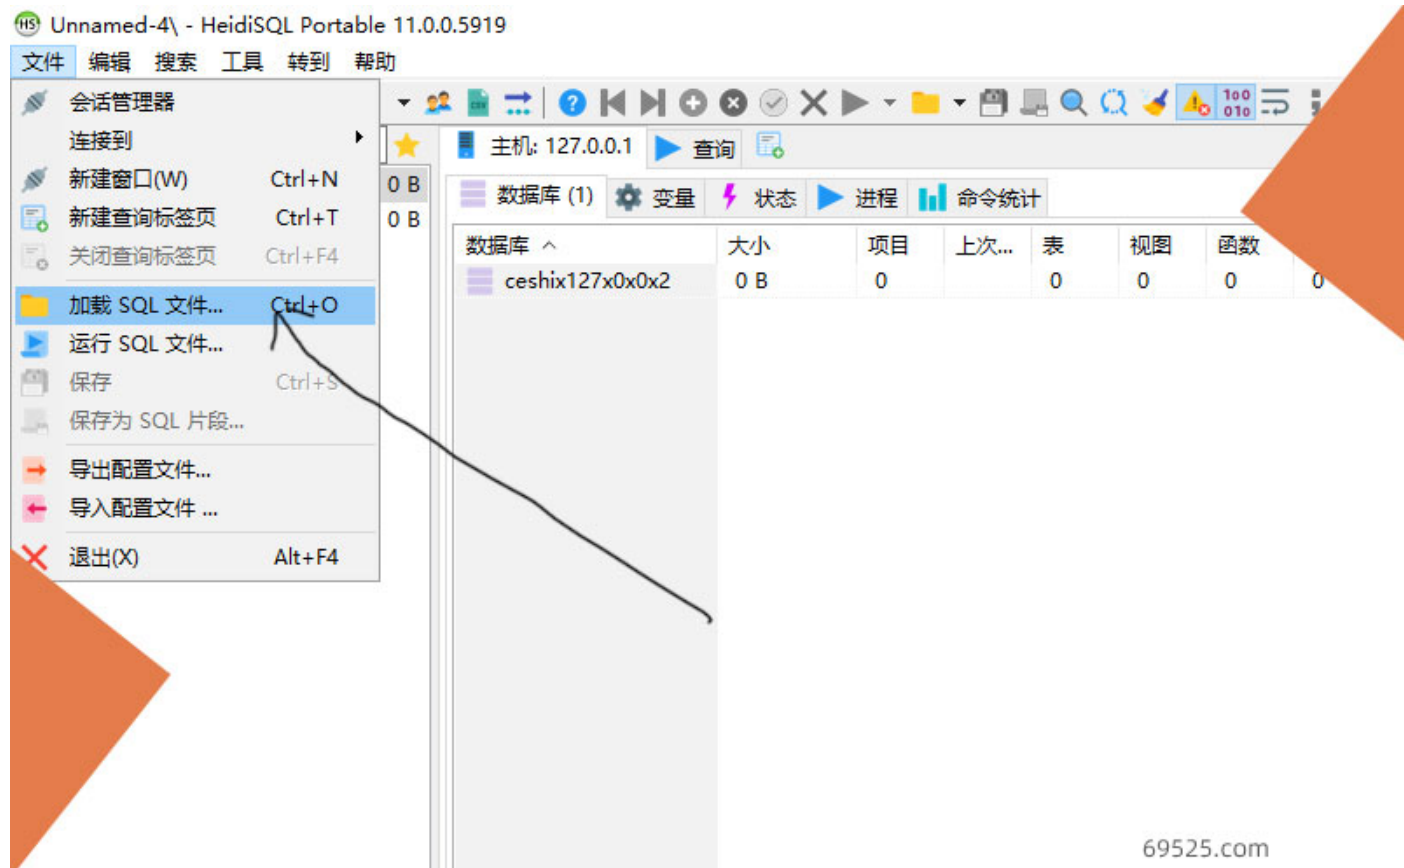 Unnamed-4\ - HeidiSQL Portable 11.0.0.5919
文件 编辑 搜索 工具 转到 帮助
会话管理器
连接到
新建窗口(W) Ctrl+N
新建查询标签页 Ctrl+T
关闭查询标签页 Ctrl+F4
加载 SQL 文件... Ctrl+O
运行 SQL 文件...
保存 Ctrl+S
保存为 SQL 片段...
导出配置文件...
导入配置文件 ...
退出(X) Alt+F4
0 B
0 B
100
010
主机: 127.0.0.1 查询
数据库 (1) 变量 状态 进程 命令统计
数据库 大小 项目 上次... 表 视图 函数
ceshix127x0x0x2 0 B 0 0 0 0 0
69525.com